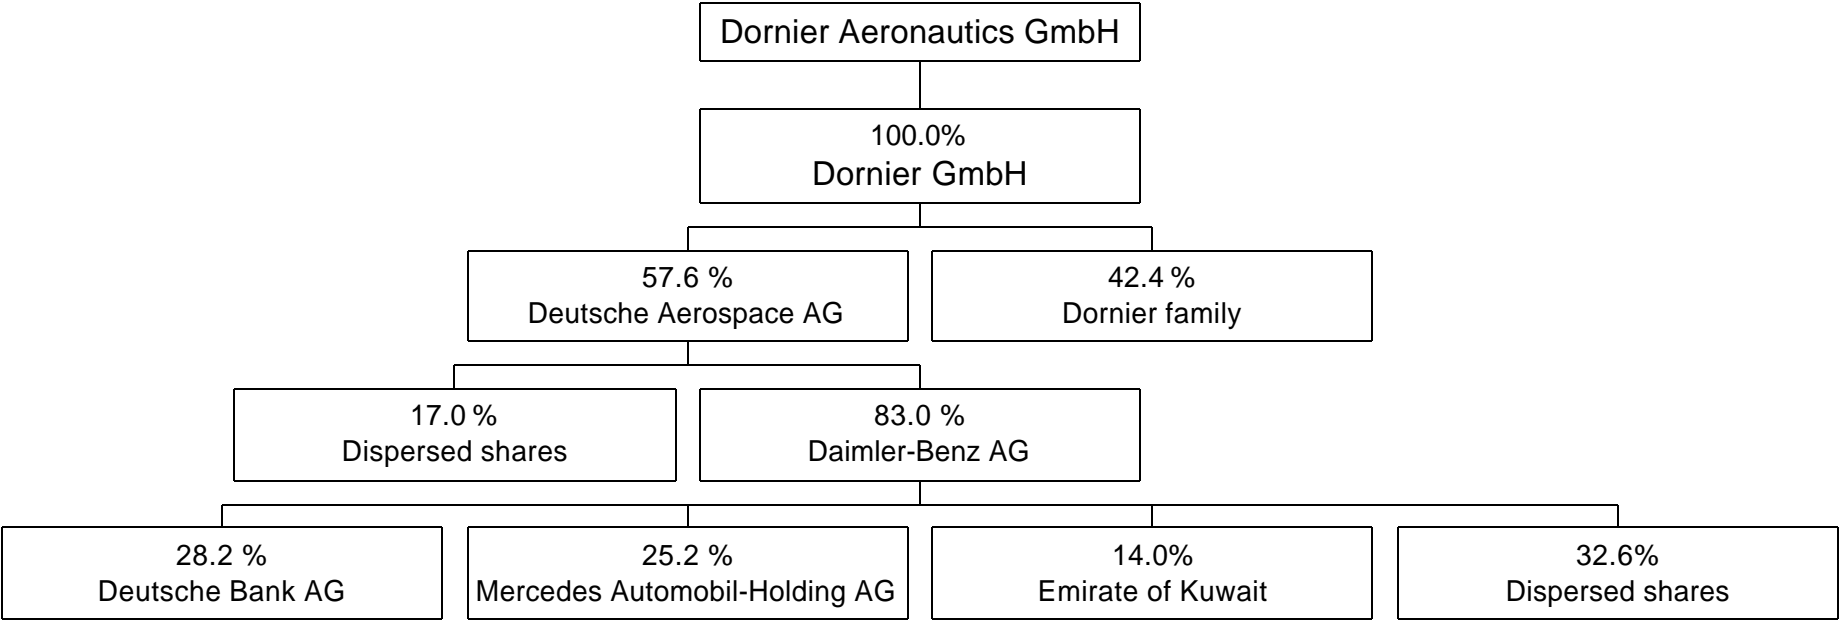 Dornier Aeronautics GmbH
100.0%
Dornier GmbH
57.6 %
Deutsche Aerospace AG
42.4 %
Dornier family
17.0 %
Dispersed shares
83.0 %
Daimler-Benz AG
28.2 %
Deutsche Bank AG
25.2 %
Mercedes Automobil-Holding AG
14.0%
Emirate of Kuwait
32.6%
Dispersed shares